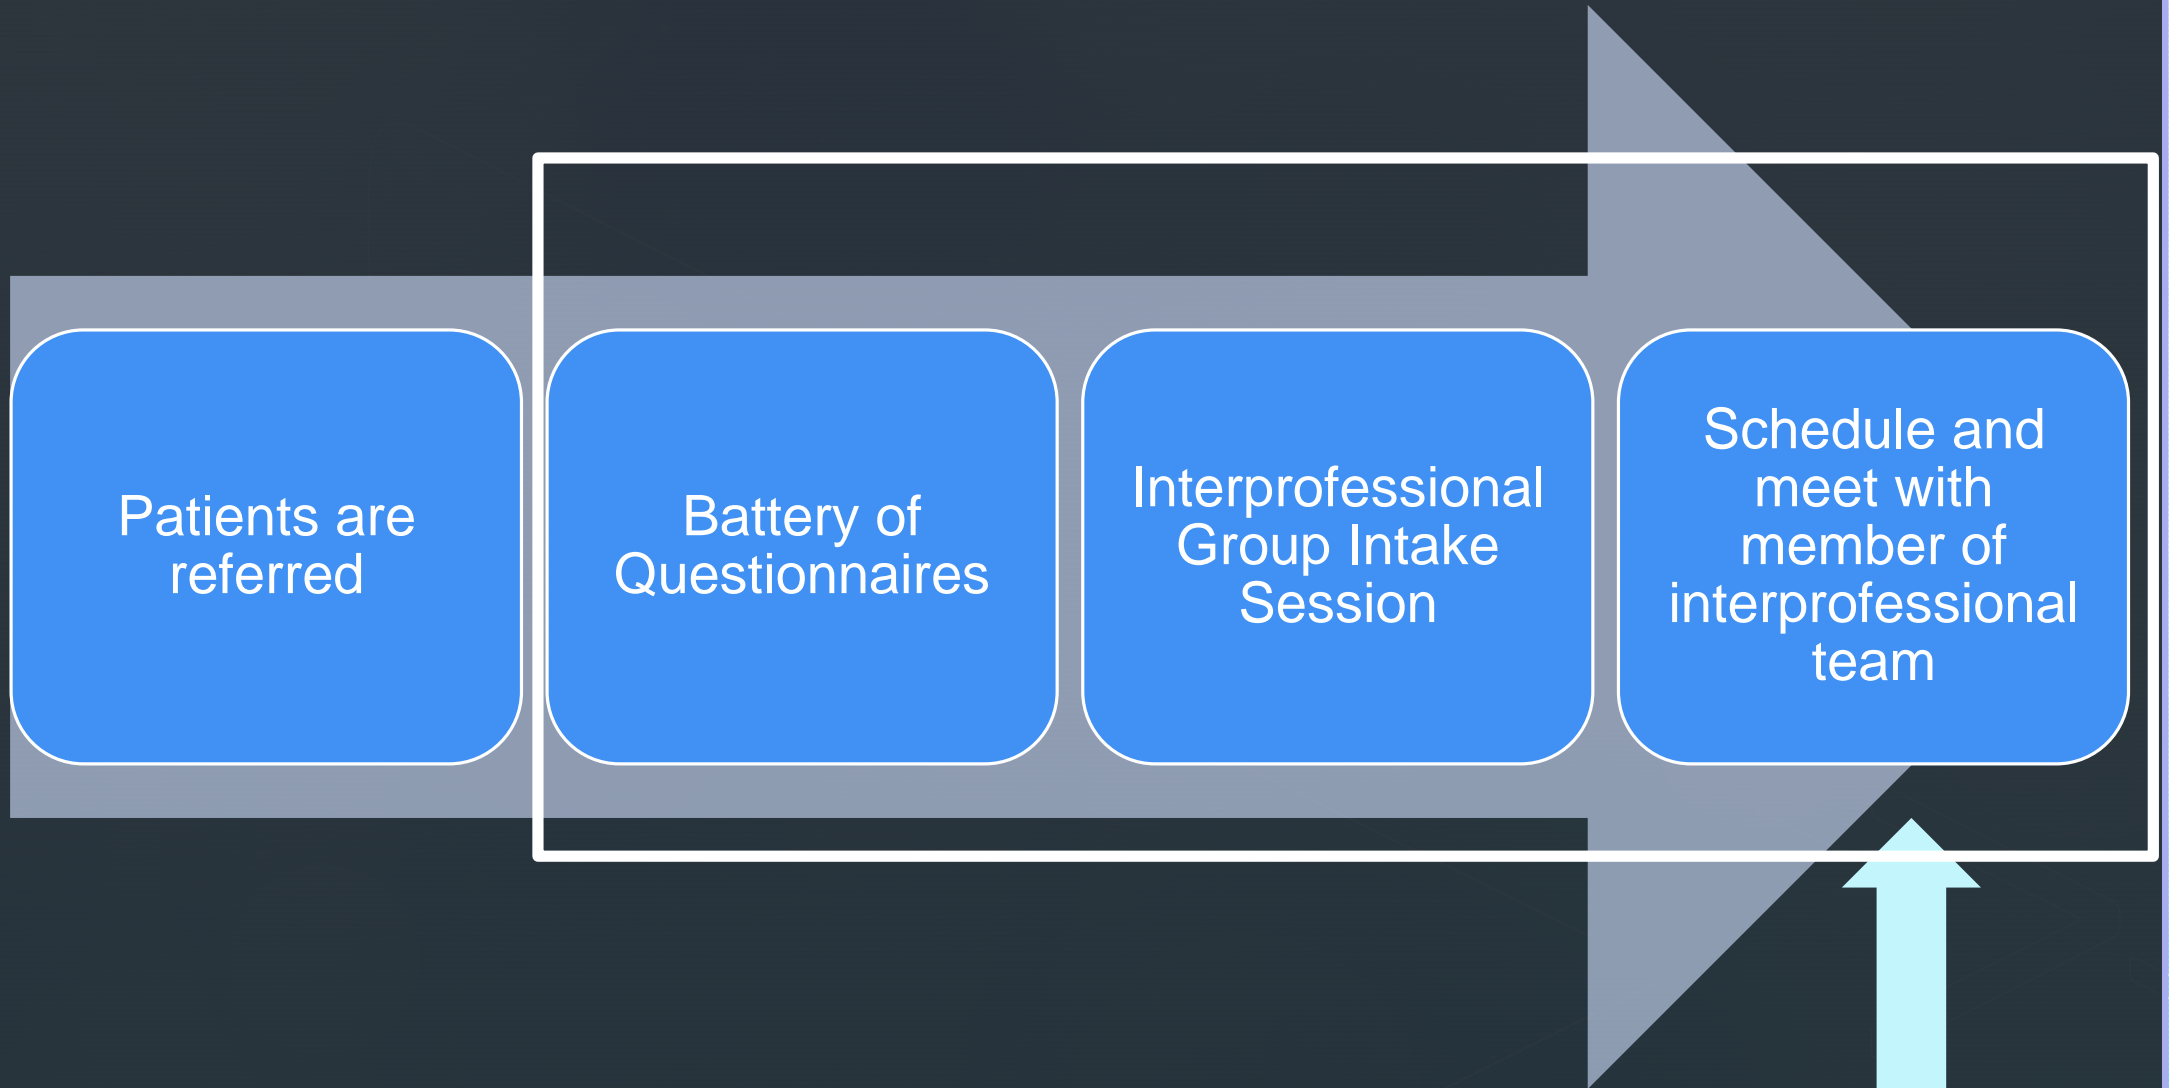 Patients are
referred
Battery of
Questionnaires
Interprofessional
Group Intake
Session
Schedule and
meet with
member of
interprofessional
team